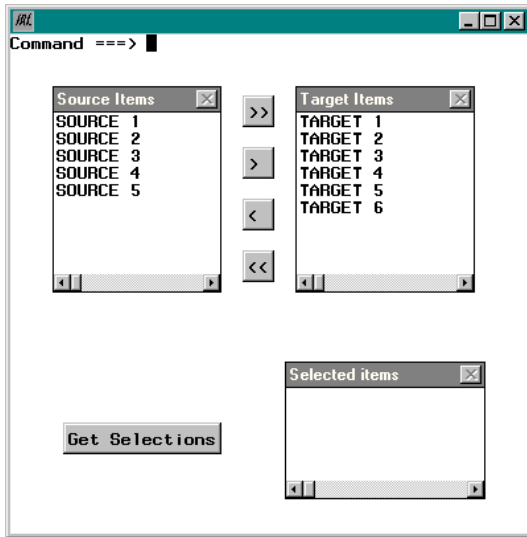 Command ===>
Source Items
SOURCE 1
SOURCE 2
SOURCE 3
SOURCE 4
SOURCE 5
>>
>
<
<<
Target Items
TARGET 1
TARGET 2
TARGET 3
TARGET 4
TARGET 5
TARGET 6
Get Selections
Selected items